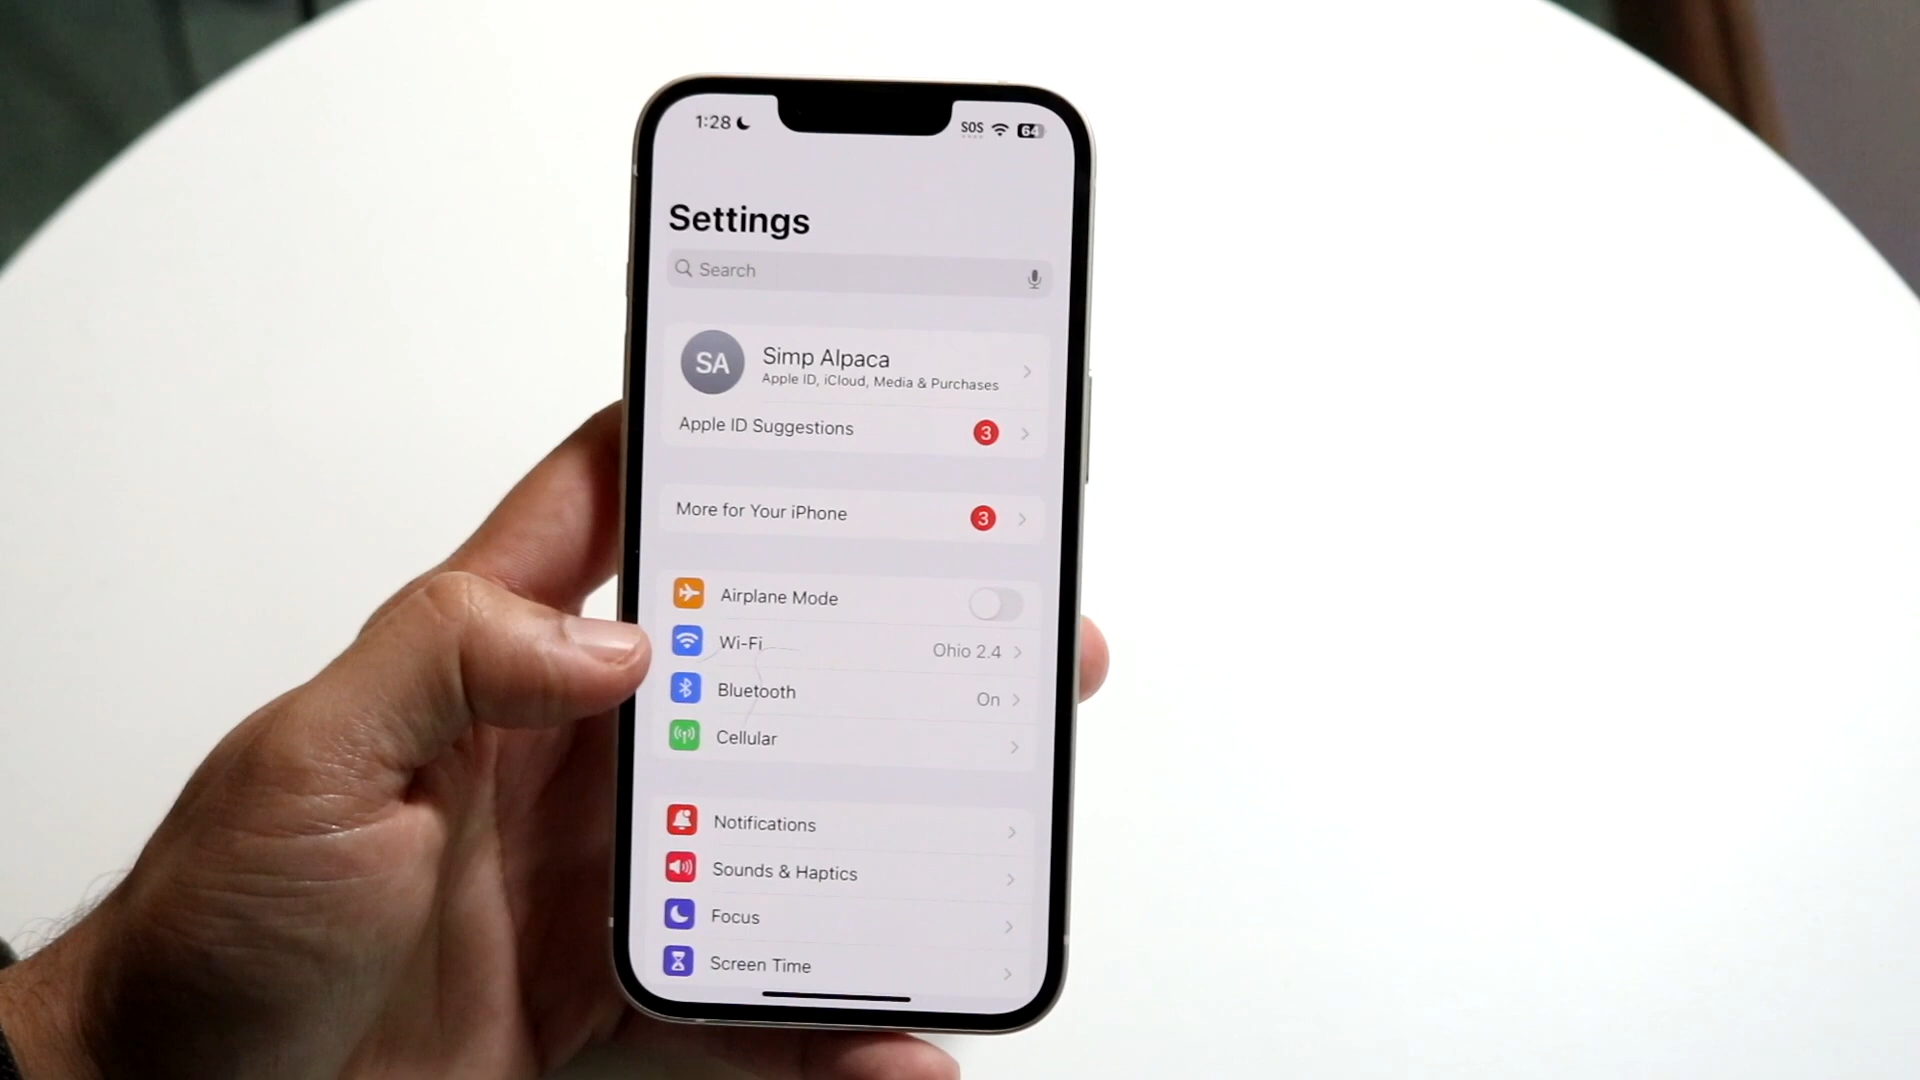 1:28
SOS 64
Settings
Search
SA
Simp Alpaca
Apple ID, iCloud, Media & Purchases
Apple ID Suggestions 3
More for Your iPhone 3
Airplane Mode
Wi-Fi Ohio 2.4
Bluetooth On
Cellular
Notifications
Sounds & Haptics
Focus
Screen Time